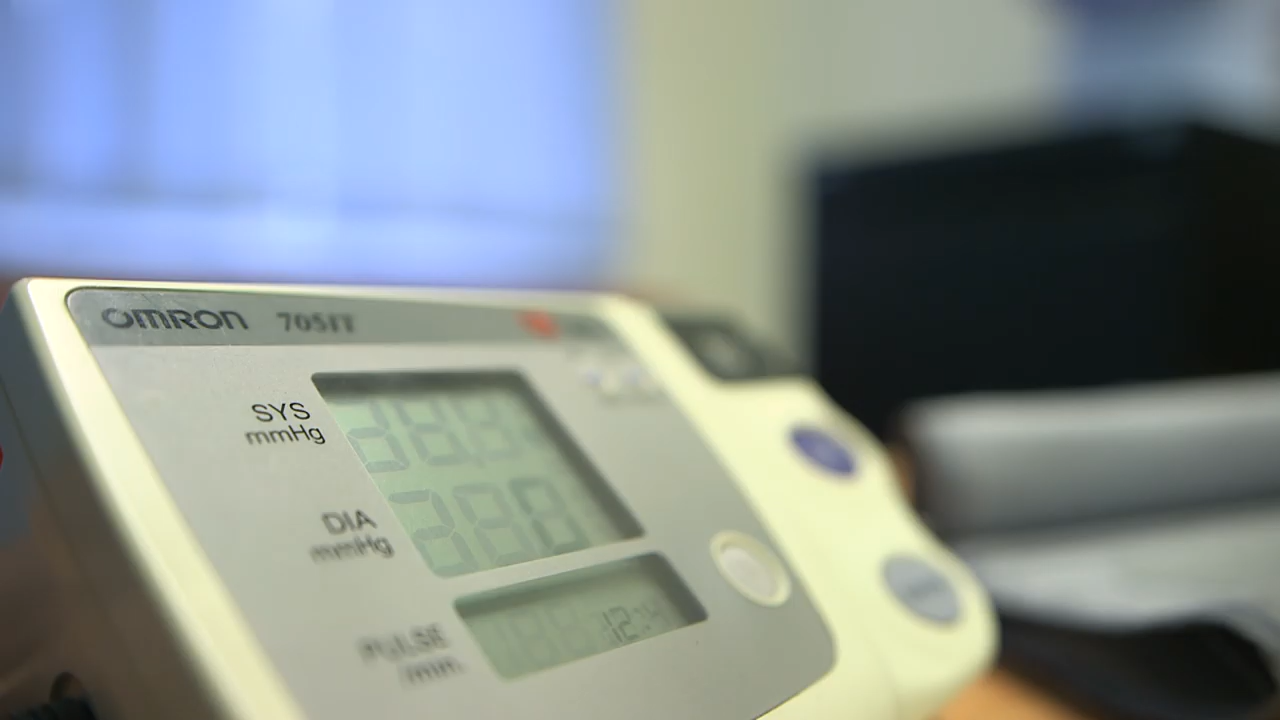 OMRON 705IT
SYS
mmHg
DIA
mmHg
PULSE
/min.